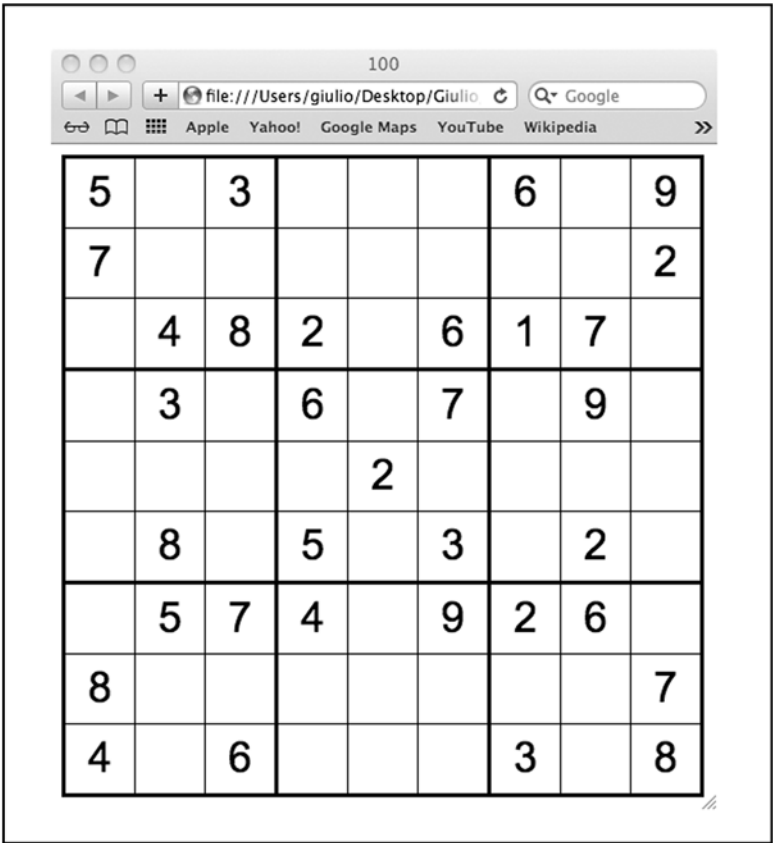 100
+ file:///Users/giulio/Desktop/Giulio Google
Apple Yahoo! Google Maps YouTube Wikipedia »
5 3 6 9
7 2
4 8 2 6 1 7
3 6 7 9
2
8 5 3 2
5 7 4 9 2 6
8 7
4 6 3 8